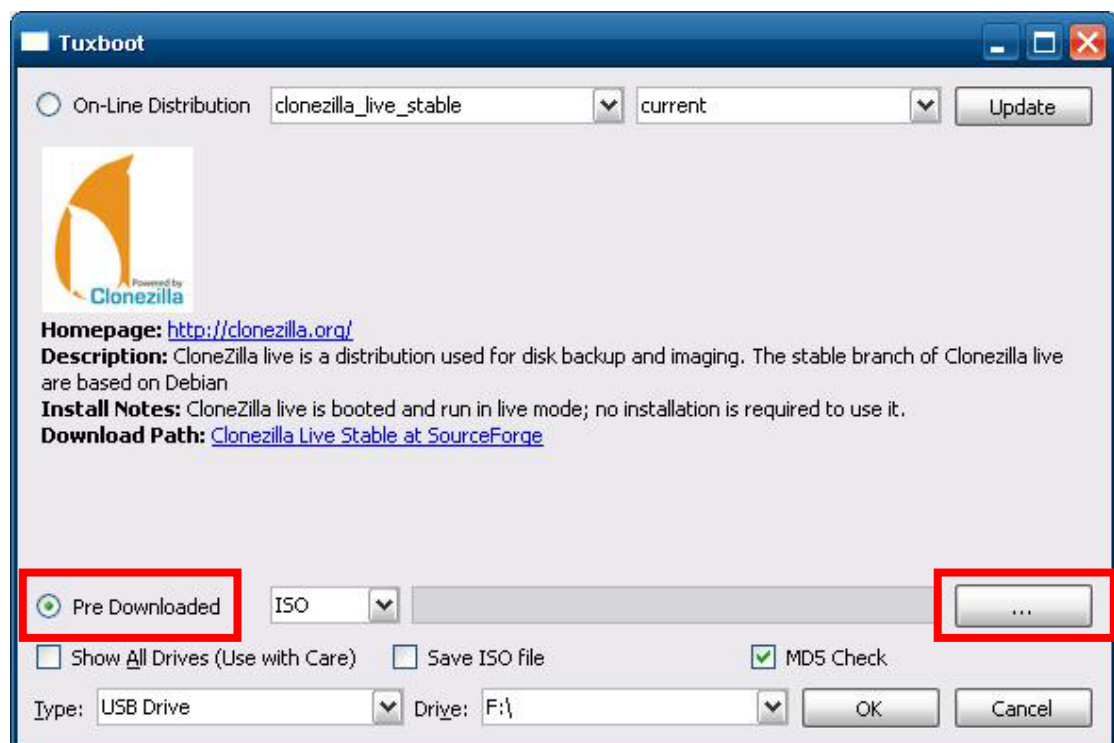 Tuxboot
On-Line Distribution clonezilla_live_stable current Update
Powered by
Clonezilla
Homepage: http://clonezilla.org/
Description: CloneZilla live is a distribution used for disk backup and imaging. The stable branch of Clonezilla live
are based on Debian
Install Notes: CloneZilla live is booted and run in live mode; no installation is required to use it.
Download Path: Clonezilla Live Stable at SourceForge
Pre Downloaded ISO ...
Show All Drives (Use with Care) Save ISO file MD5 Check
Type: USB Drive Drive: F:\ OK Cancel